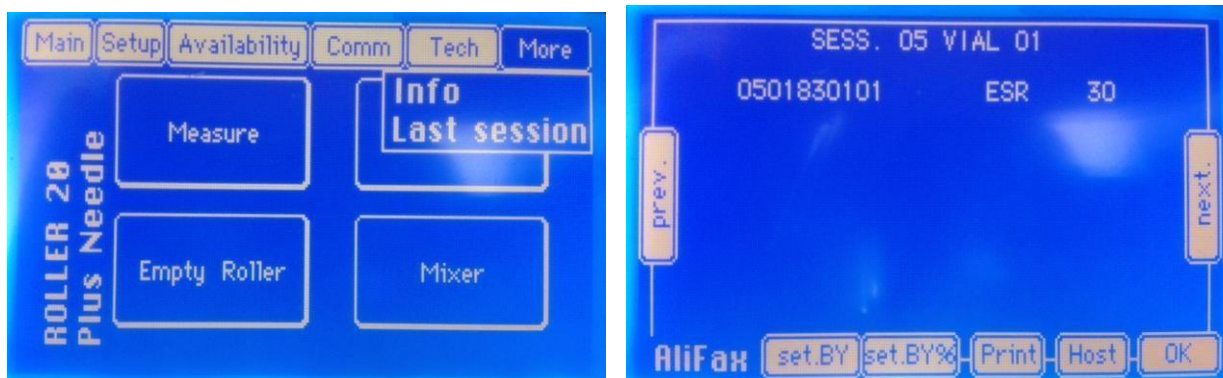 Main Setup Availability Comm Tech More
Info
Last session
Measure
ROLLER 20
Plus Needle
Empty Roller
Mixer
SESS. 05 VIAL 01
0501830101 ESR 30
prev.
next.
AliFax set.BY set.BY% Print Host OK